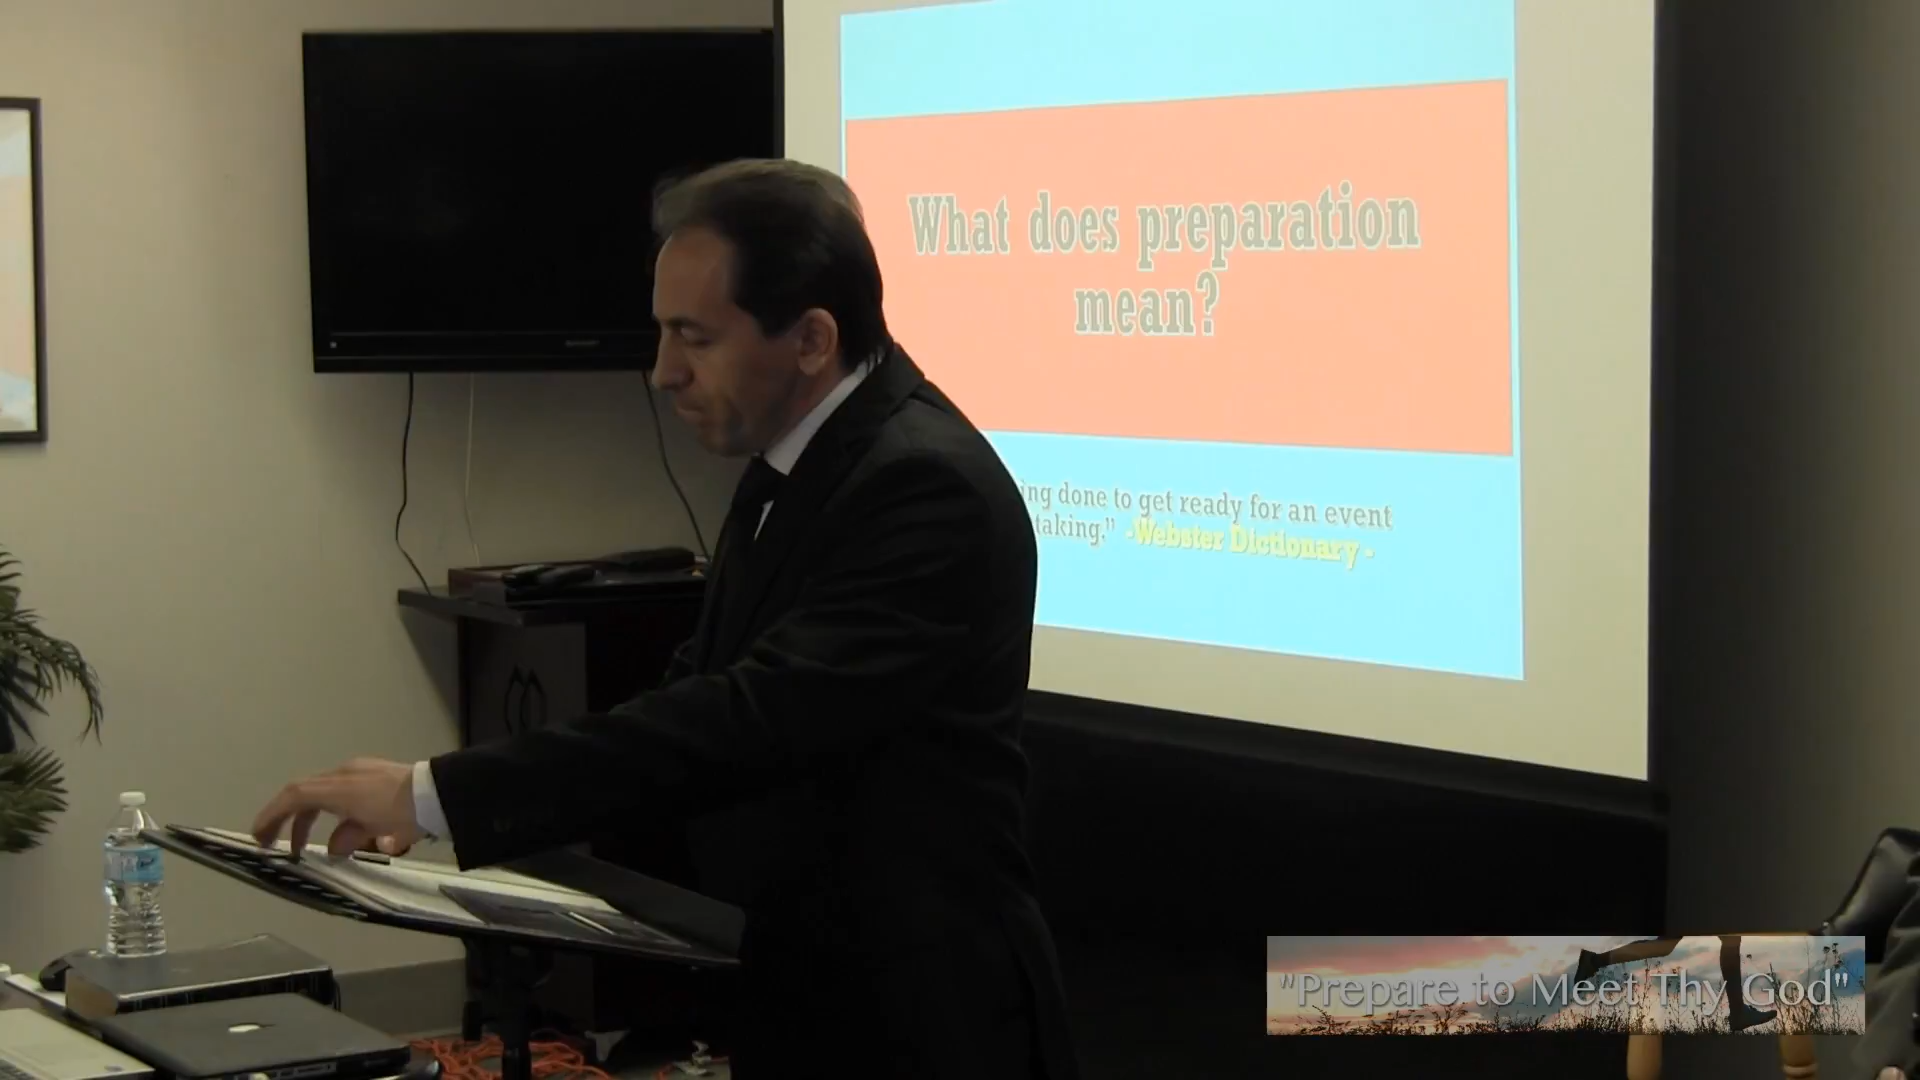 What does preparation
mean?
ing done to get ready for an event
taking." -Webster Dictionary -
"Prepare to Meet Thy God"